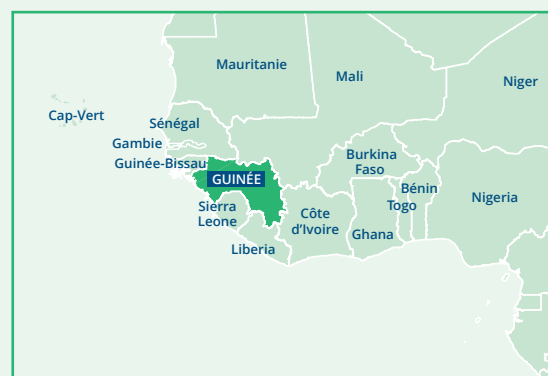 Mauritanie
Mali
Niger
Cap-Vert
Sénégal
Gambie
Guinée-Bissau
GUINÉE
Burkina
Faso
Bénin
Togo
Nigeria
Sierra
Leone
Côte
d'Ivoire
Ghana
Liberia